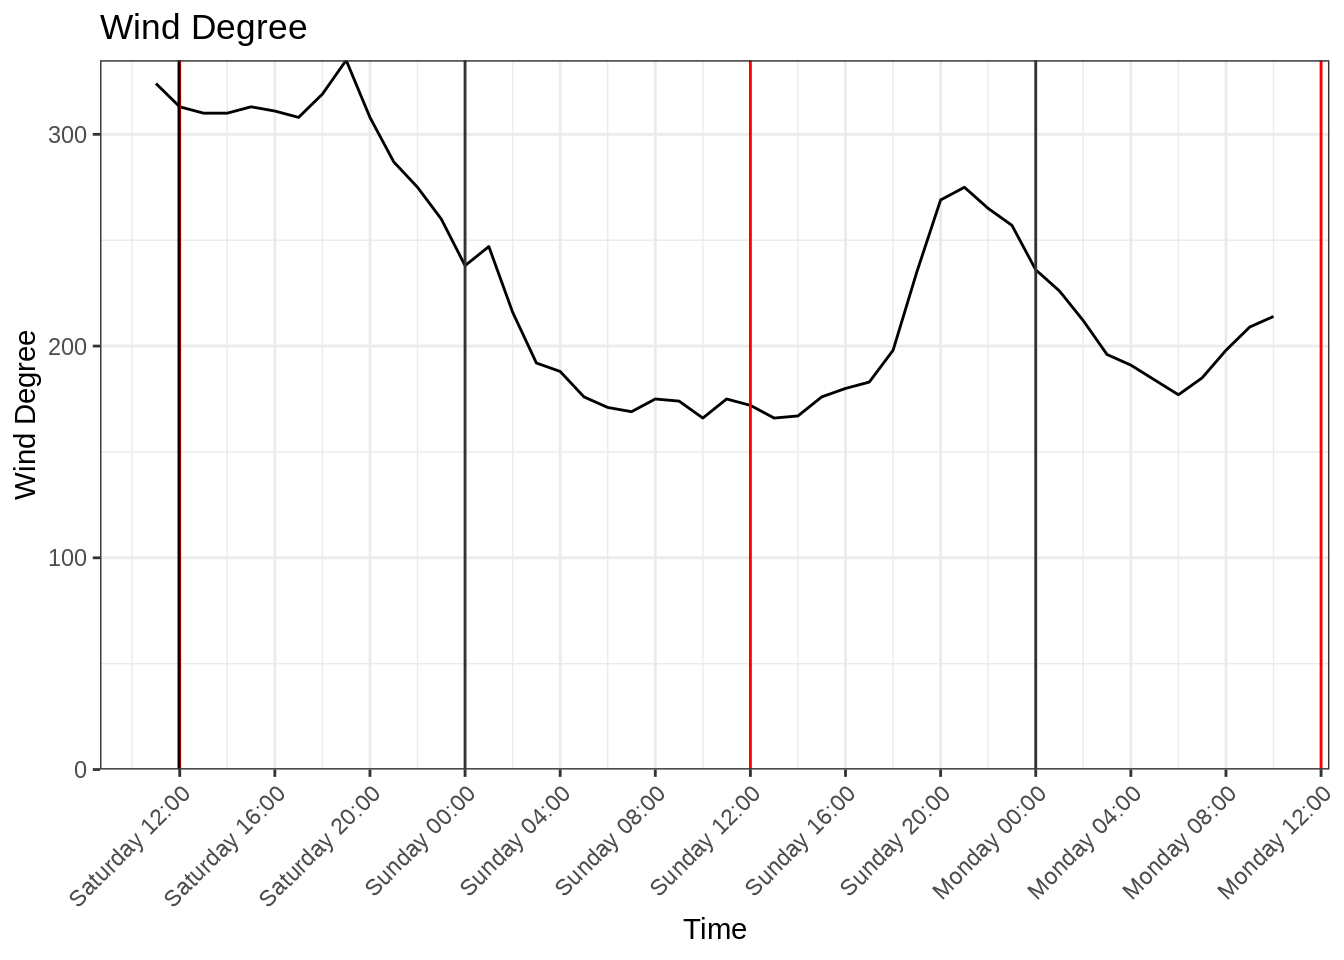 Wind Degree
Wind Degree
300
200
100
0
Saturday 12:00
Saturday 16:00
Saturday 20:00
Sunday 00:00
Sunday 04:00
Sunday 08:00
Sunday 12:00
Sunday 16:00
Sunday 20:00
Monday 00:00
Monday 04:00
Monday 08:00
Monday 12:00
Time